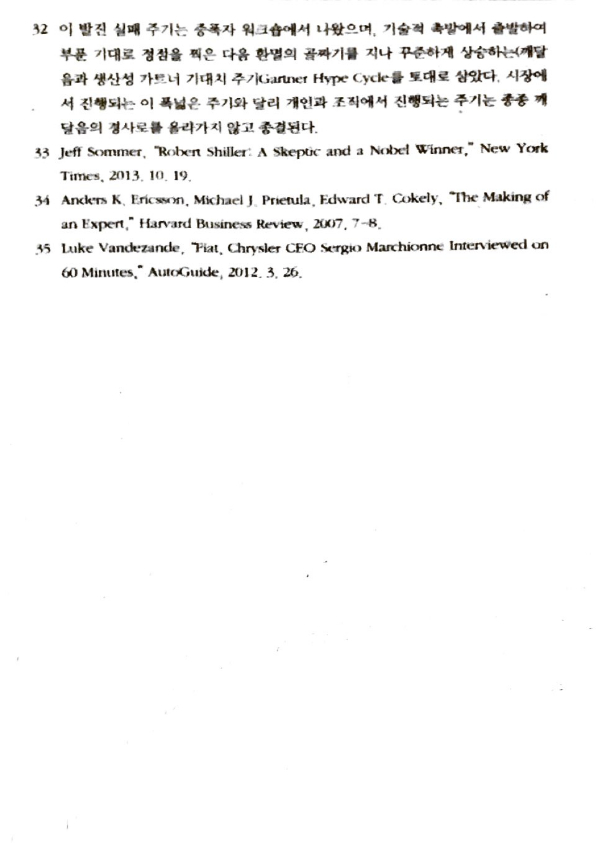 32 이 발전 실패 주기는 증폭자 워크숍에서 나왔으며, 기술적 촉발에서 출발하여
부푼 기대로 정점을 찍은 다음 환멸의 골짜기를 지나 꾸준하게 상승하는(깨달
음과 생산성 가트너 기대치 주기Gartner Hype Cycle를 토대로 삼았다. 시장에
서 진행되는 이 폭넓은 주기와 달리 개인과 조직에서 진행되는 주기는 종종 깨
달음의 경사로를 올라가지 않고 종결된다.
33 Jeff Sommer, "Robert Shiller: A Skeptic and a Nobel Winner," New York
Times, 2013. 10. 19.
34 Anders K. Ericsson, Michael J. Prietula, Edward T. Cokely, "The Making of
an Expert," Harvard Business Review, 2007, 7-8.
35 Luke Vandezande, "Fiat, Chrysler CEO Sergio Marchionne Interviewed on
60 Minutes," AutoGuide, 2012. 3. 26.